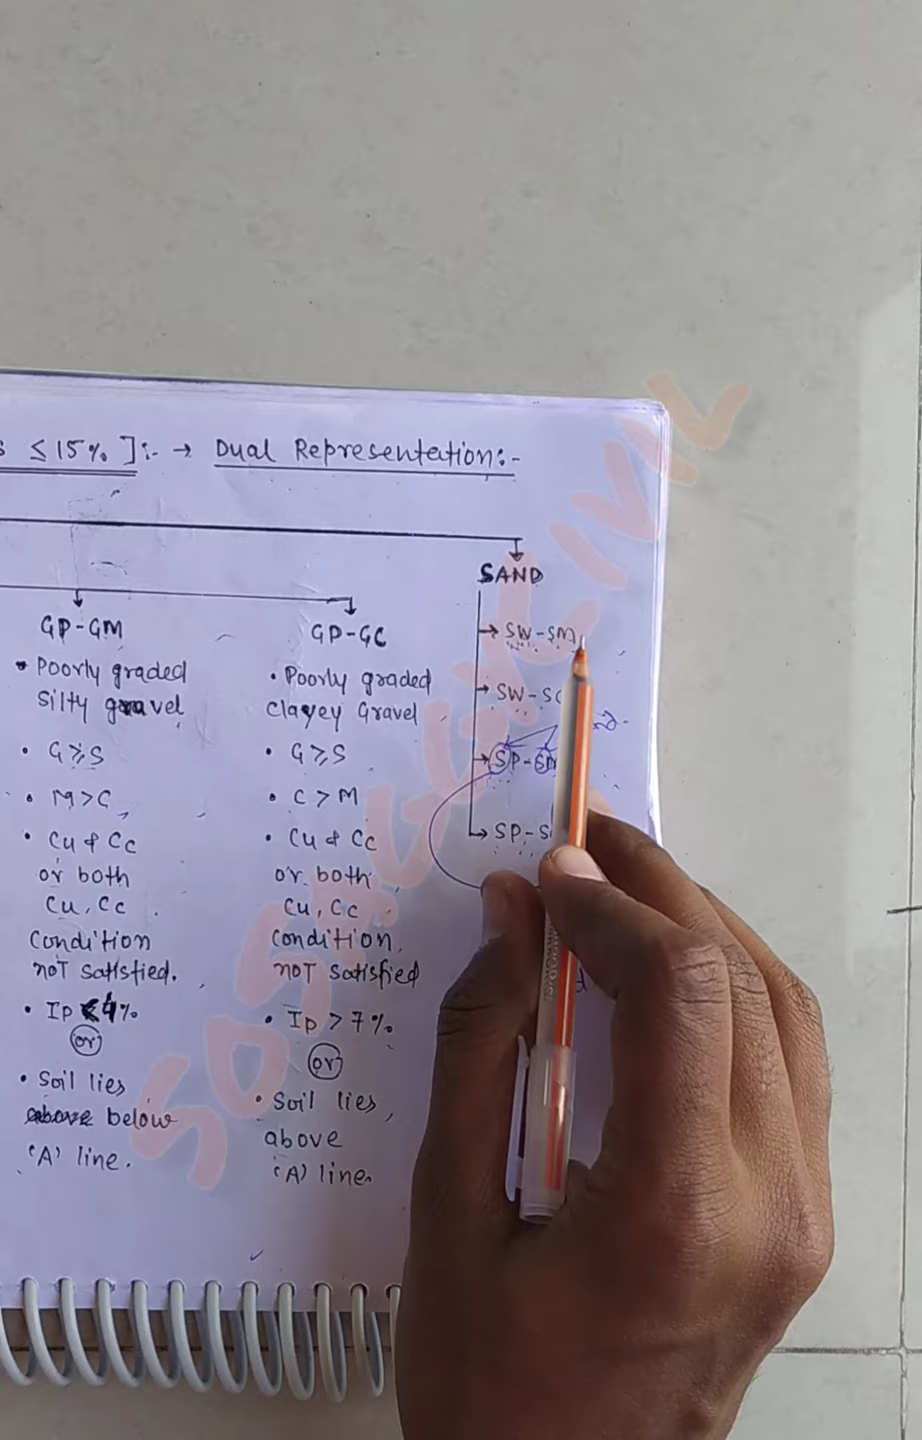 ≤15% ]:- → Dual Representation:-
SAND
GP-GM
• Poorly graded
Silty gravel
• G≥S
• M>C
• Cu & Cc
or both
Cu, Cc
Condition
not satisfied.
• Ip <4%
(or)
• Soil lies
below
'A' line.
GP-GC
• Poorly graded
Clayey Gravel
• G≥S
• C>M
• Cu & Cc
or both
Cu, Cc
Condition
not satisfied
• Ip > 7%
(or)
• Soil lies
above
'A' line.
→ SW-SM
→ SW-SC
→ SP-SM
→ SP-S